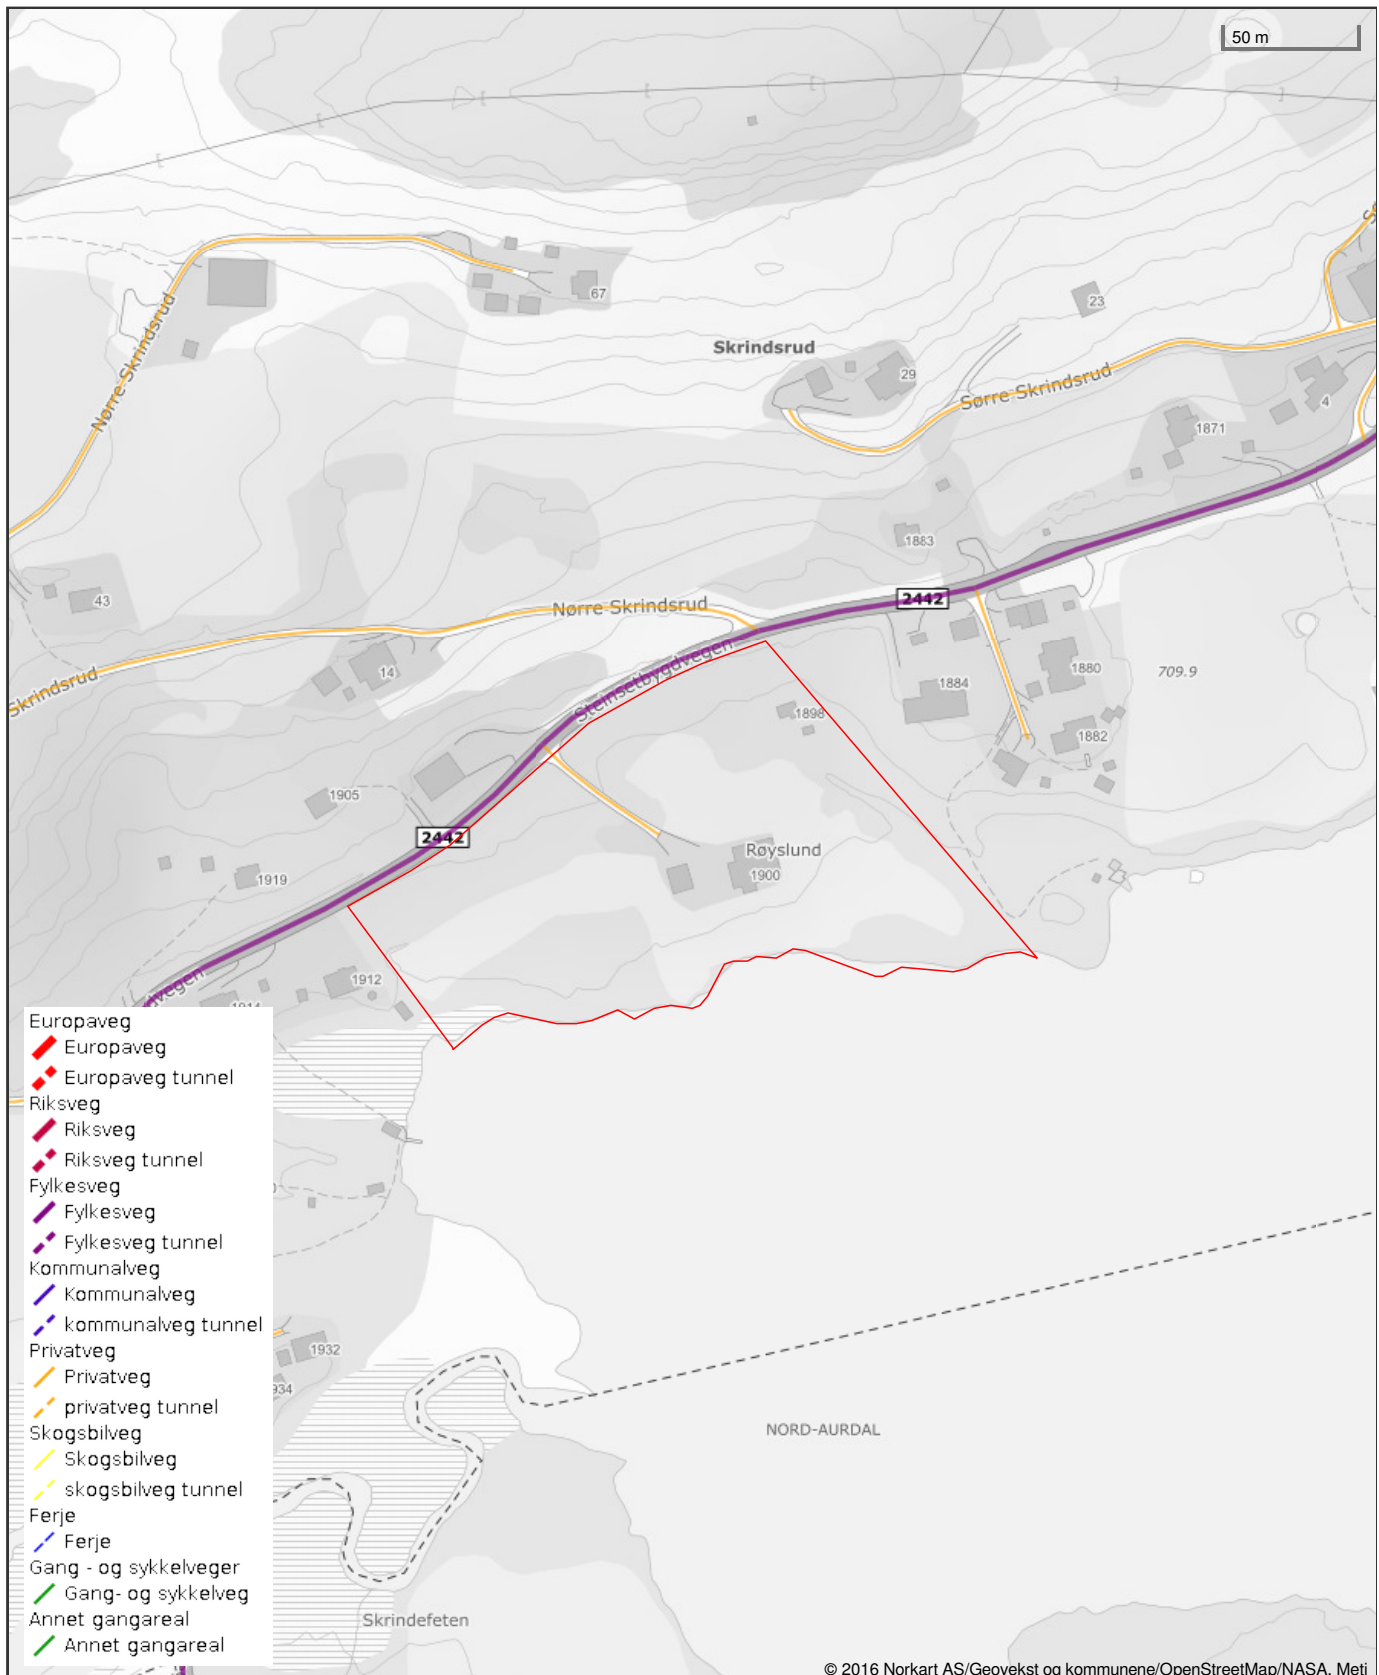 50 m
67
Nørre Skrindsrud
Skrindsrud
23
29
Sørre Skrindsrud
4
1871
1883
43
Nørre Skrindsrud
2442
Skrindsrud
14
Steinsetbygdvegen
1880
709.9
1884
1898
1882
1905
2442
Røyslund
1900
1919
1912
dvegen
1914
Europaveg
Europaveg
Europaveg tunnel
Riksveg
Riksveg
Riksveg tunnel
Fylkesveg
Fylkesveg
Fylkesveg tunnel
Kommunalveg
Kommunalveg
kommunalveg tunnel
Privatveg
Privatveg
privatveg tunnel
Skogsbilveg
Skogsbilveg
skogsbilveg tunnel
Ferje
Ferje
Gang - og sykkelveger
Gang- og sykkelveg
Annet gangareal
Annet gangareal
1932
934
NORD-AURDAL
Skrindefeten
© 2016 Norkart AS/Geovekst og kommunene/OpenStreetMap/NASA, Meti